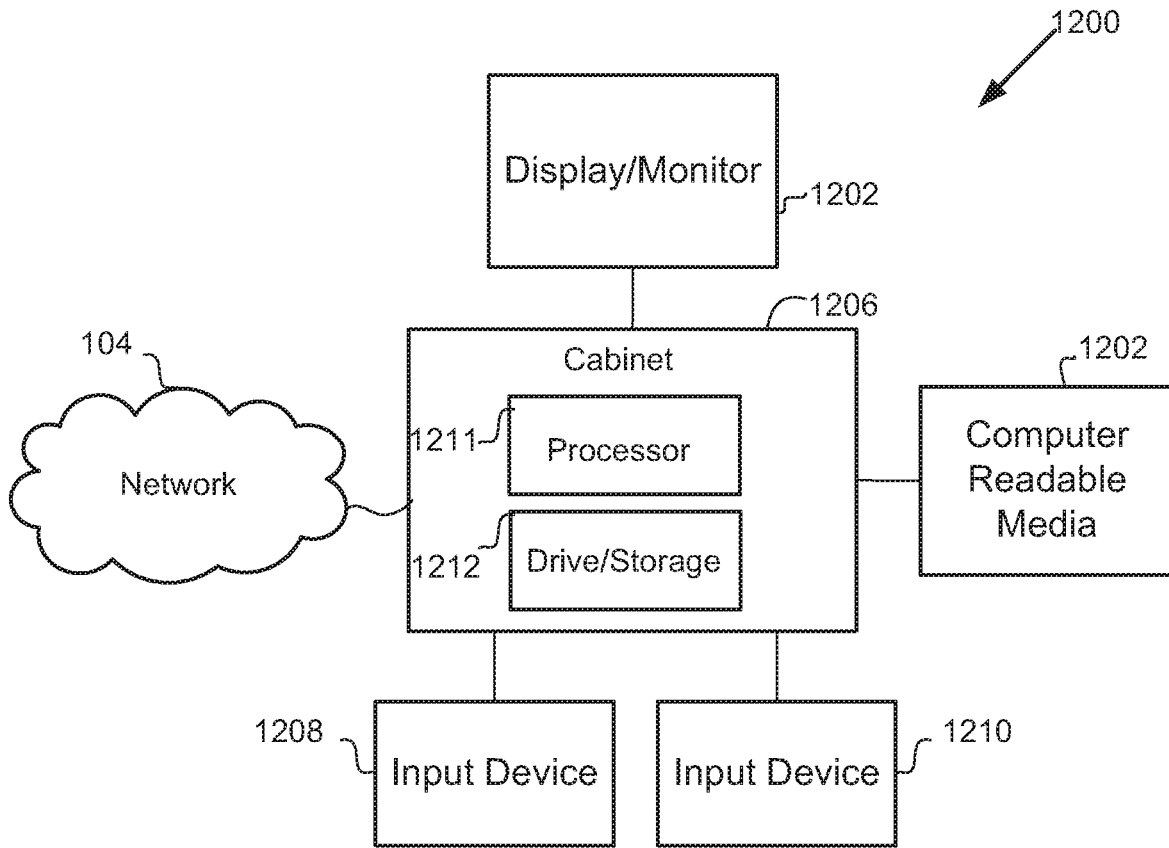 1200
Display/Monitor
1202
1206
104
Cabinet
1202
1211
Processor
Computer
Readable
Media
Network
1212
Drive/Storage
1208
Input Device
Input Device
1210